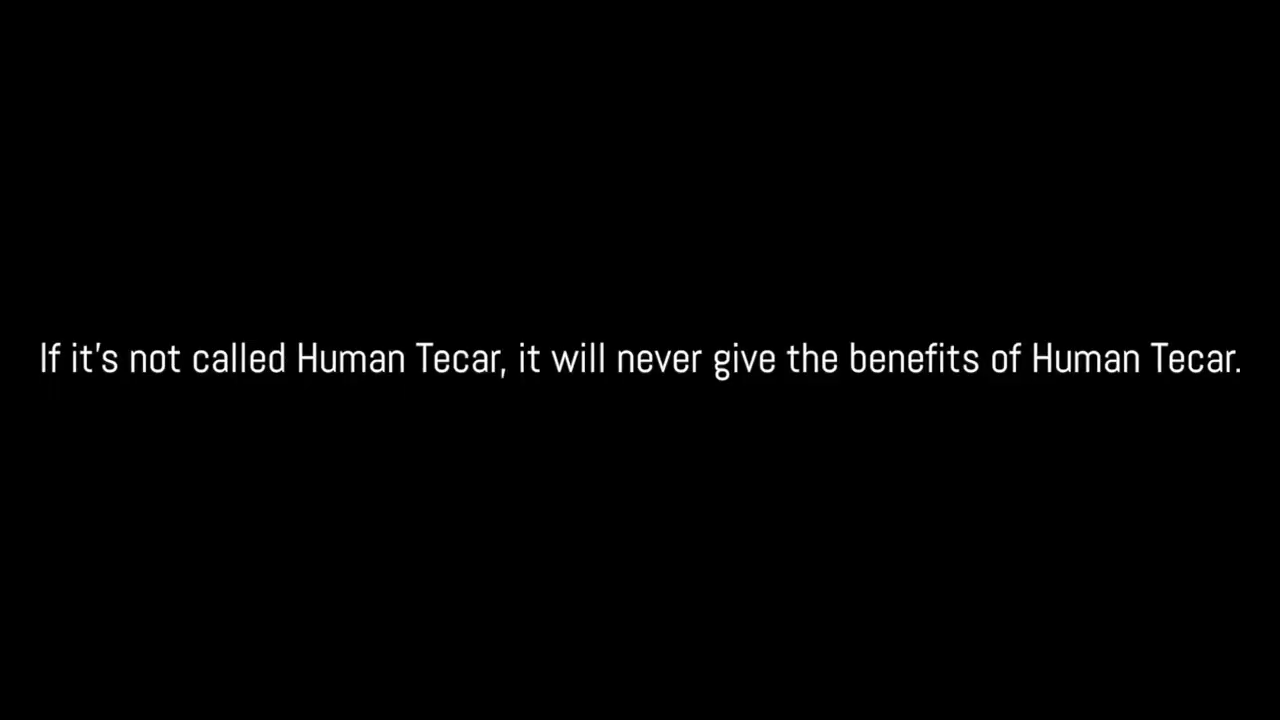 If it's not called Human Tecar, it will never give the benefits of Human Tecar.